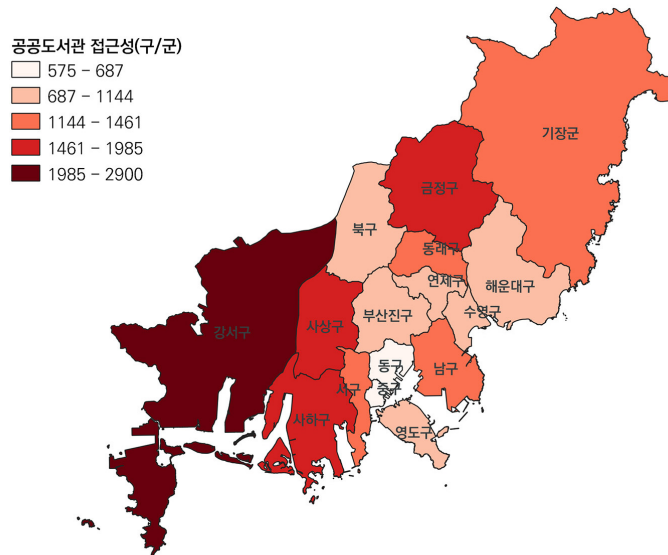 공공도서관 접근성(구/군)
575 - 687
687 - 1144
1144 - 1461
1461 - 1985
1985 - 2900
기장군
금정구
북구
동래구
연제구
해운대구
수영구
부산진구
사상구
강서구
동구
남구
서구
중구
사하구
영도구